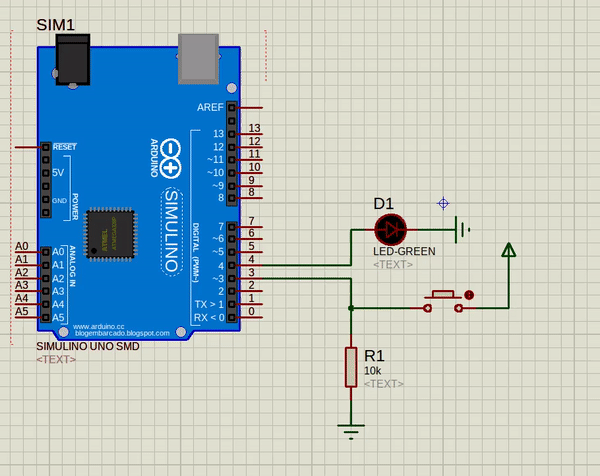 SIM1
AREF
13 13
12 12
~11 11
~10 10
~9 9
8 8
RESET
5V
GND
POWER
ARDUINO
SIMULINO
ATMEL
DIGITAL (PWM~)
7 7
~6 6
~5 5
4 4
~3 3
2 2
TX > 1 1
RX < 0 0
A0 A0
A1 A1
A2 A2
A3 A3
A4 A4
A5 A5
ANALOG IN
www.arduino.cc
blogembarcado.blogspot.com
SIMULINO UNO SMD
<TEXT>
D1
LED-GREEN
<TEXT>
R1
10k
<TEXT>